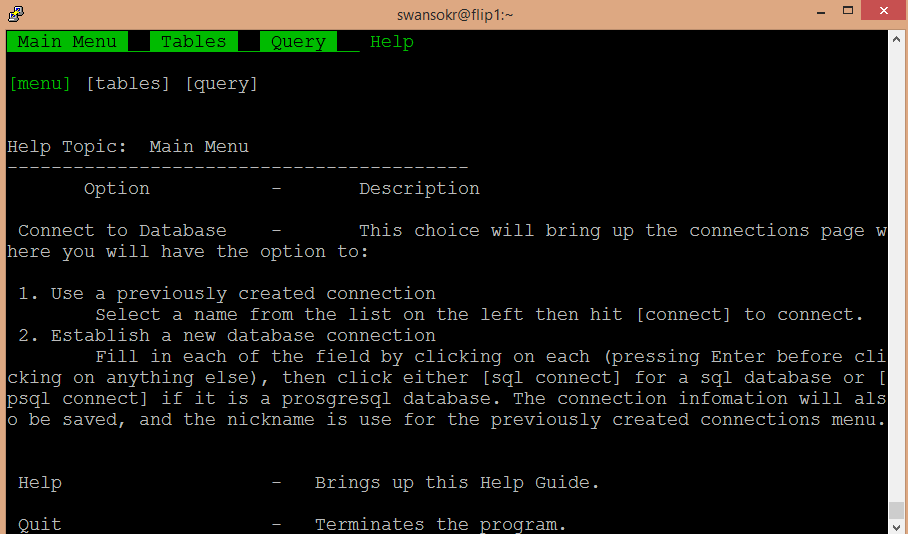 swansokr@flip1:~
Main Menu Tables Query Help
[menu] [tables] [query]
Help Topic: Main Menu
------------------------------------------
Option - Description
Connect to Database - This choice will bring up the connections page w
here you will have the option to:
1. Use a previously created connection
Select a name from the list on the left then hit [connect] to connect.
2. Establish a new database connection
Fill in each of the field by clicking on each (pressing Enter before cli
cking on anything else), then click either [sql connect] for a sql database or [
psql connect] if it is a prosgresql database. The connection infomation will als
o be saved, and the nickname is use for the previously created connections menu.
Help - Brings up this Help Guide.
Quit - Terminates the program.